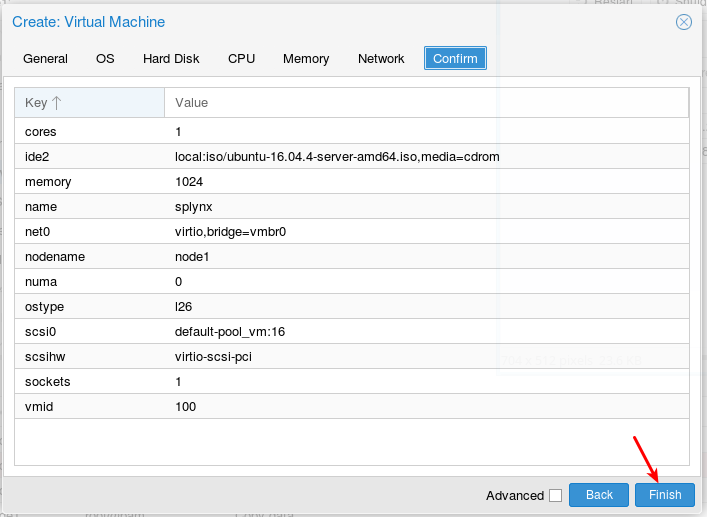 Create: Virtual Machine
General OS Hard Disk CPU Memory Network Confirm
Key Value
cores 1
ide2 local:iso/ubuntu-16.04.4-server-amd64.iso,media=cdrom
memory 1024
name splynx
net0 virtio,bridge=vmbr0
nodename node1
numa 0
ostype l26
scsi0 default-pool_vm:16
scsihw virtio-scsi-pci
sockets 1
vmid 100
Advanced Back Finish